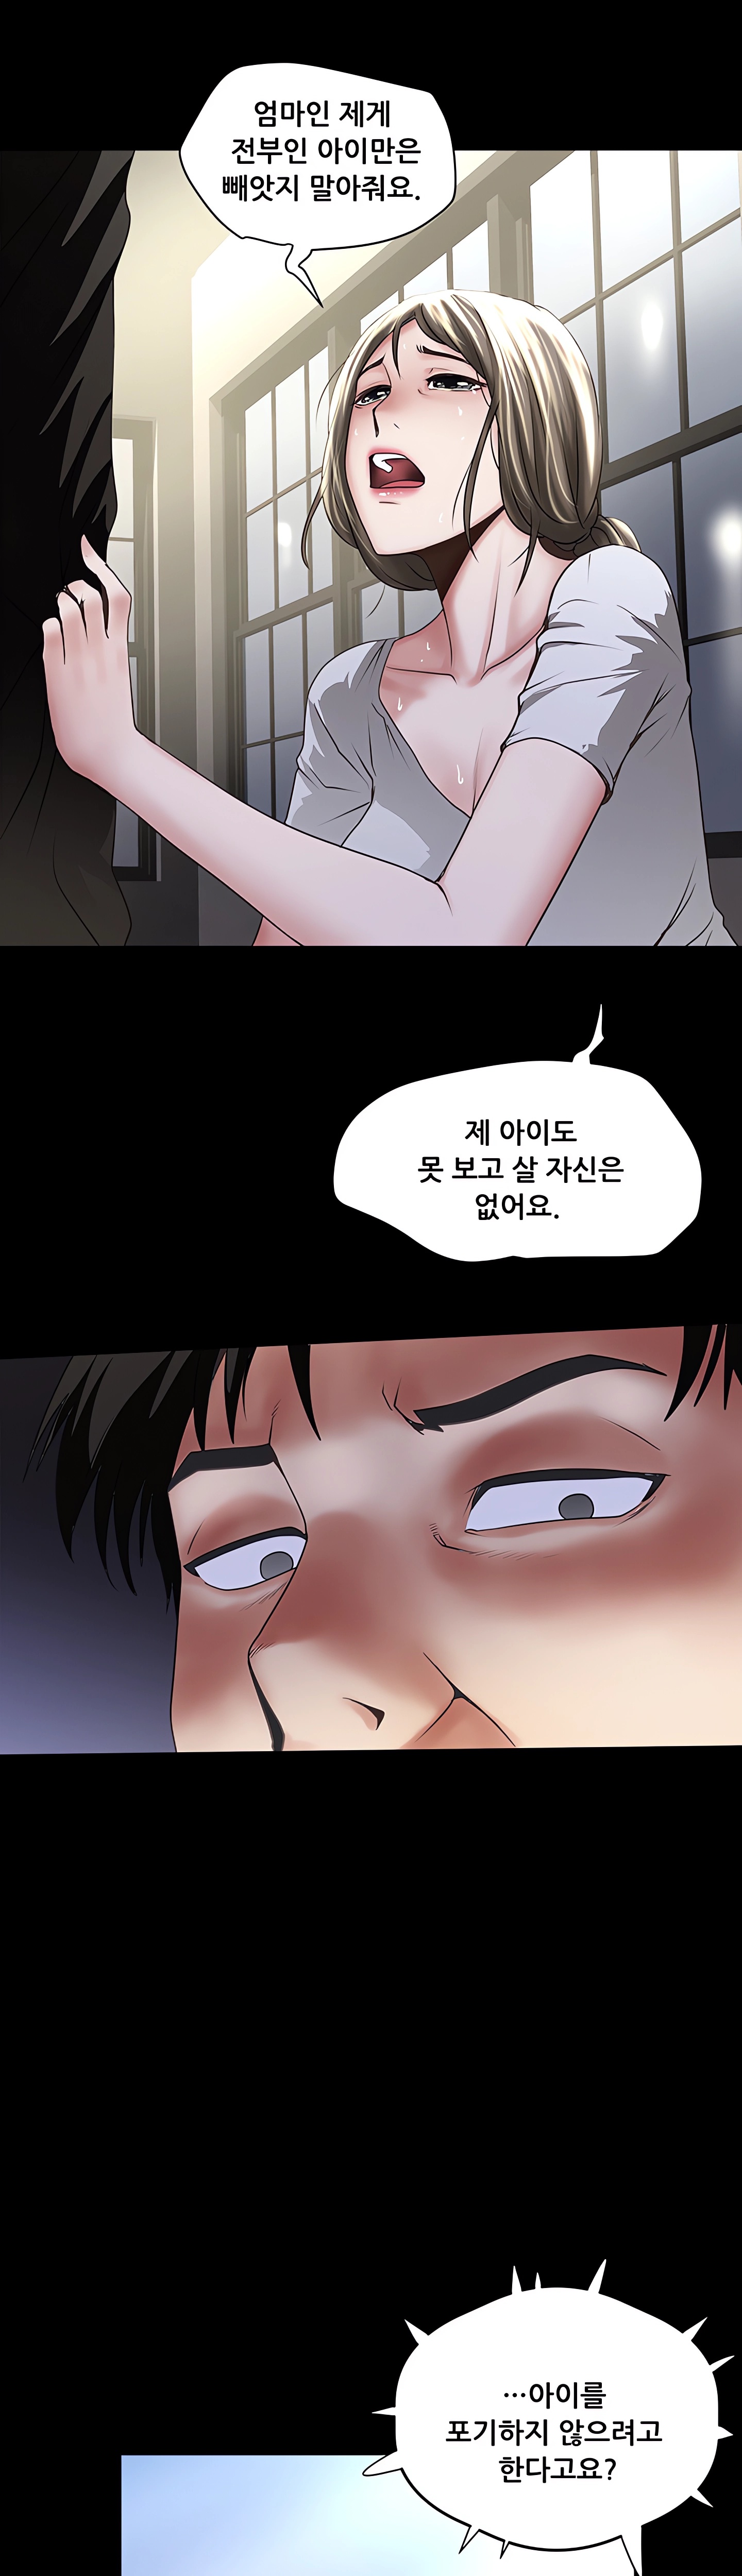 엄마인 제게
전부인 아이만은
빼앗지 말아줘요.
제 아이도
못 보고 살 자신은
없어요.
…아이를
포기하지 않으려고
한다고요?